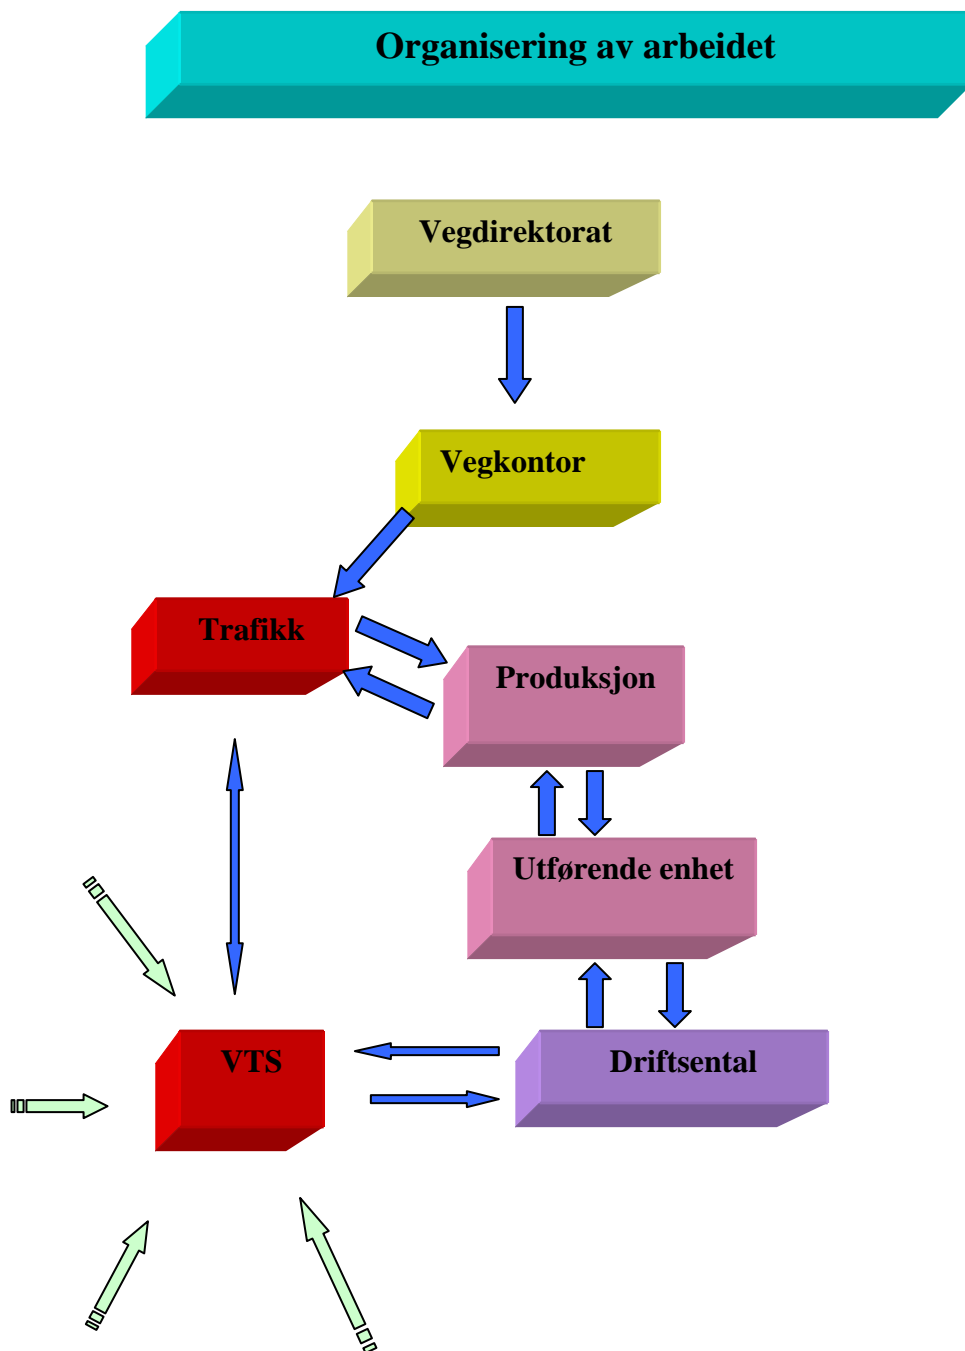 Organisering av arbeidet
Vegdirektorat
Vegkontor
Trafikk
Produksjon
Utførende enhet
VTS
Driftsental